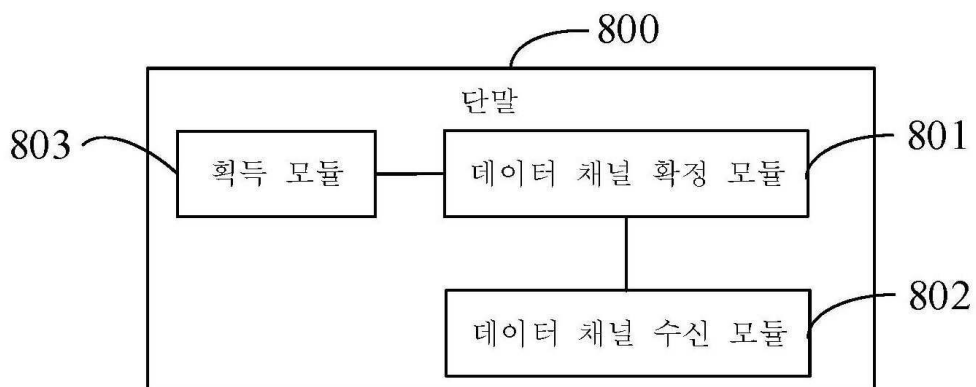 800
단말
803
획득 모듈
데이터 채널 확정 모듈
801
데이터 채널 수신 모듈
802